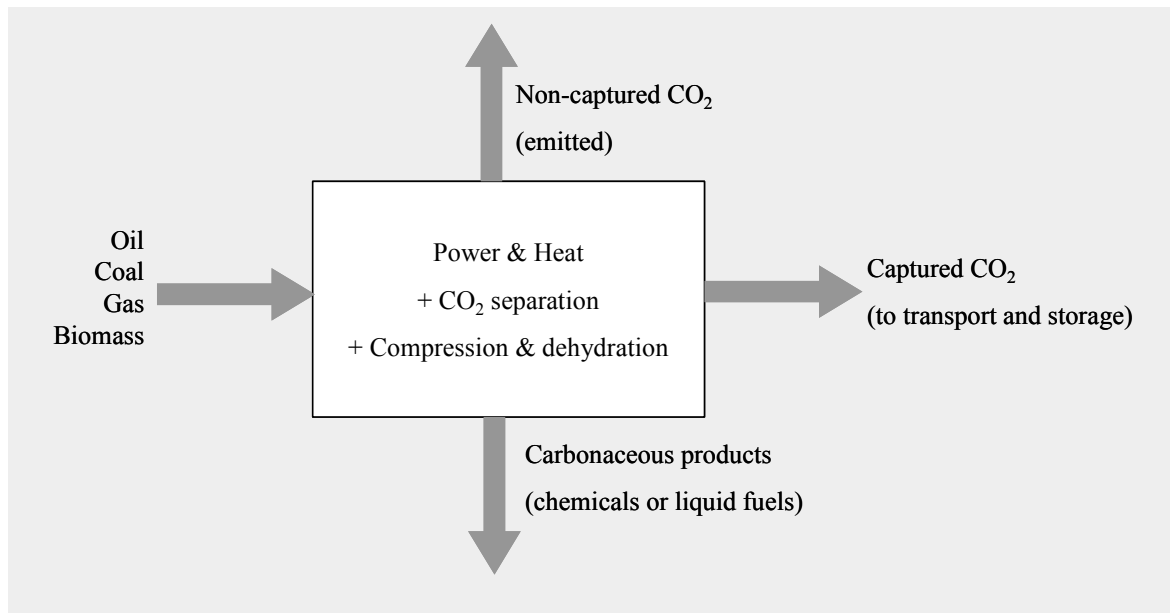 Non-captured CO₂
(emitted)
Oil
Coal
Gas
Biomass
Power & Heat
+ CO₂ separation
+ Compression & dehydration
Captured CO₂
(to transport and storage)
Carbonaceous products
(chemicals or liquid fuels)